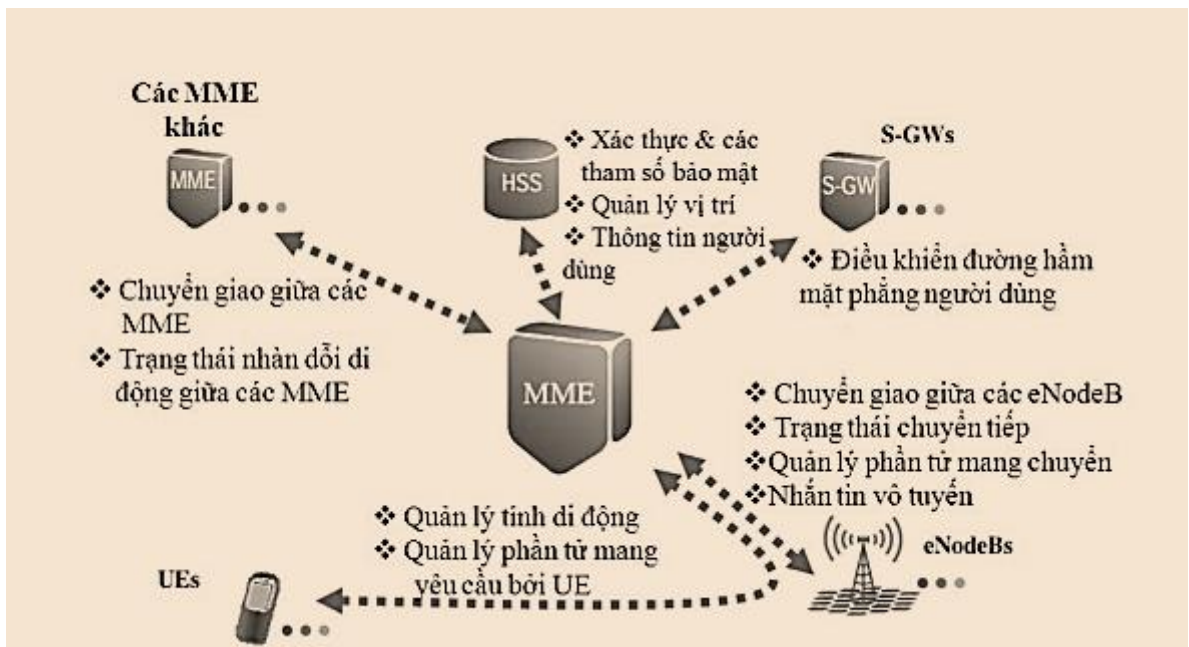 Các MME
khác
MME
❖ Chuyển giao giữa các
MME
❖ Trạng thái nhàn dỗi di
động giữa các MME
HSS
❖ Xác thực & các
tham số bảo mật
❖ Quản lý vị trí
❖ Thông tin người
dùng
S-GWs
S-GW
❖ Điều khiển đường hầm
mặt phẳng người dùng
MME
❖ Chuyển giao giữa các eNodeB
❖ Trạng thái chuyển tiếp
❖Quản lý phần tử mang chuyển
❖Nhắn tin vô tuyến
eNodeBs
❖ Quản lý tính di động
❖ Quản lý phần tử mang
yêu cầu bởi UE
UEs